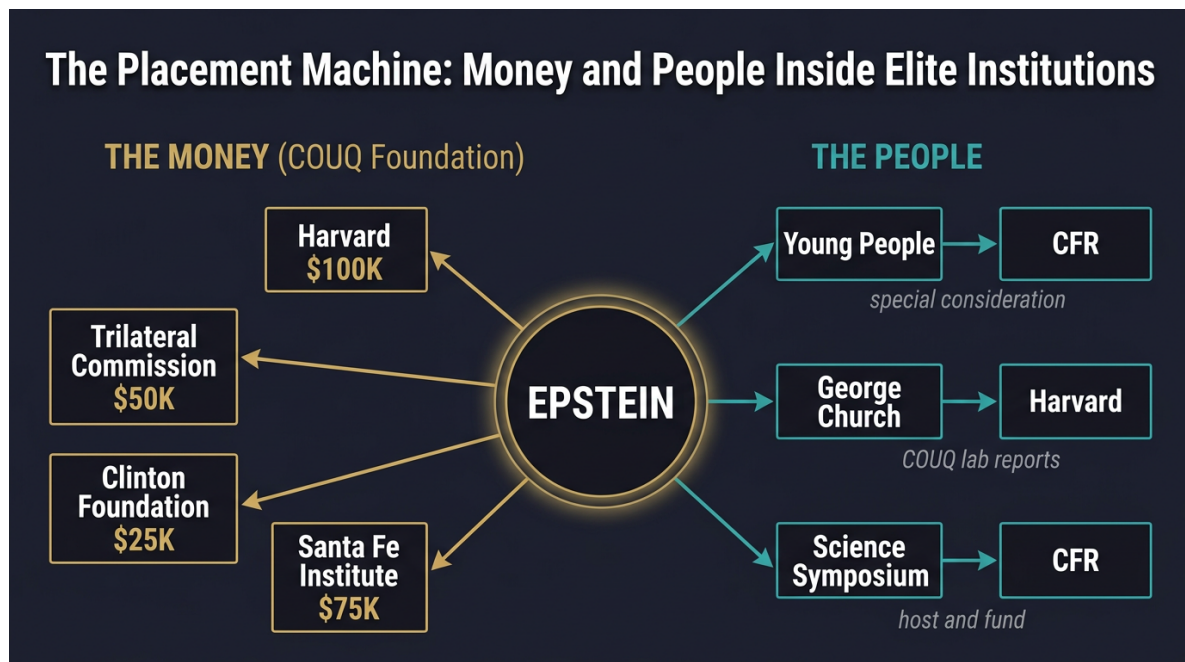 The Placement Machine: Money and People Inside Elite Institutions
THE MONEY (COUQ Foundation)
Harvard
$100K
Trilateral
Commission
$50K
Clinton
Foundation
$25K
Santa Fe
Institute
$75K
EPSTEIN
THE PEOPLE
Young People
CFR
special consideration
George
Church
Harvard
COUQ lab reports
Science
Symposium
CFR
host and fund